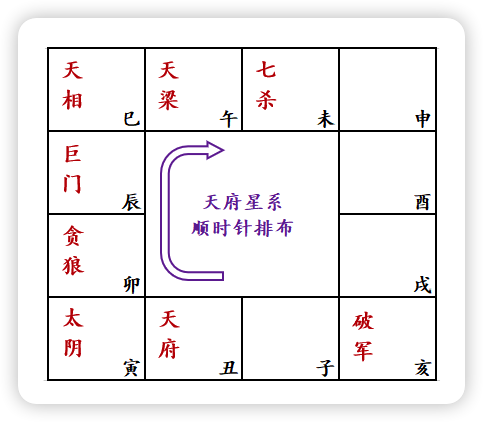 天相
巳
天梁
午
七杀
未
申
巨门
辰
天府星系
顺时针排布
酉
贪狼
卯
戌
太阴
寅
天府
丑
子
破军
亥